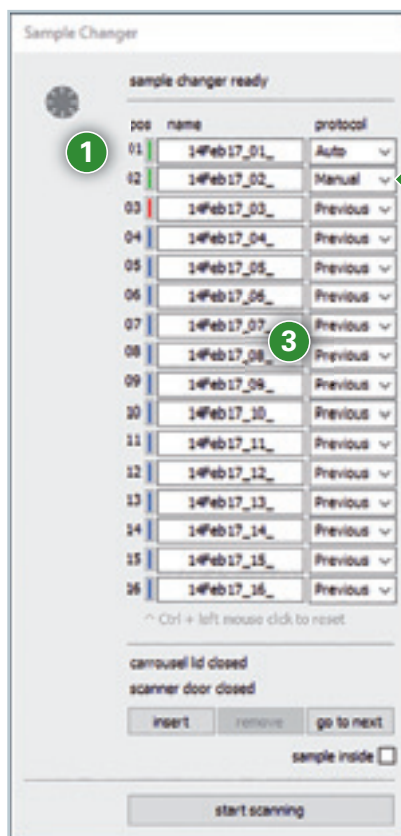 Sample Changer
sample changer ready
pos name protocol
1
01 14Feb17_01_ Auto
02 14Feb17_02_ Manual
03 14Feb17_03_ Previous
04 14Feb17_04_ Previous
05 14Feb17_05_ Previous
06 14Feb17_06_ Previous
07 14Feb17_07_ Previous
3
08 14Feb17_08_ Previous
09 14Feb17_09_ Previous
10 14Feb17_10_ Previous
11 14Feb17_11_ Previous
12 14Feb17_12_ Previous
13 14Feb17_13_ Previous
14 14Feb17_14_ Previous
15 14Feb17_15_ Previous
16 14Feb17_16_ Previous
^ Ctrl + left mouse click to reset
carrousel lid closed
scanner door closed
insert remove go to next
sample inside
start scanning